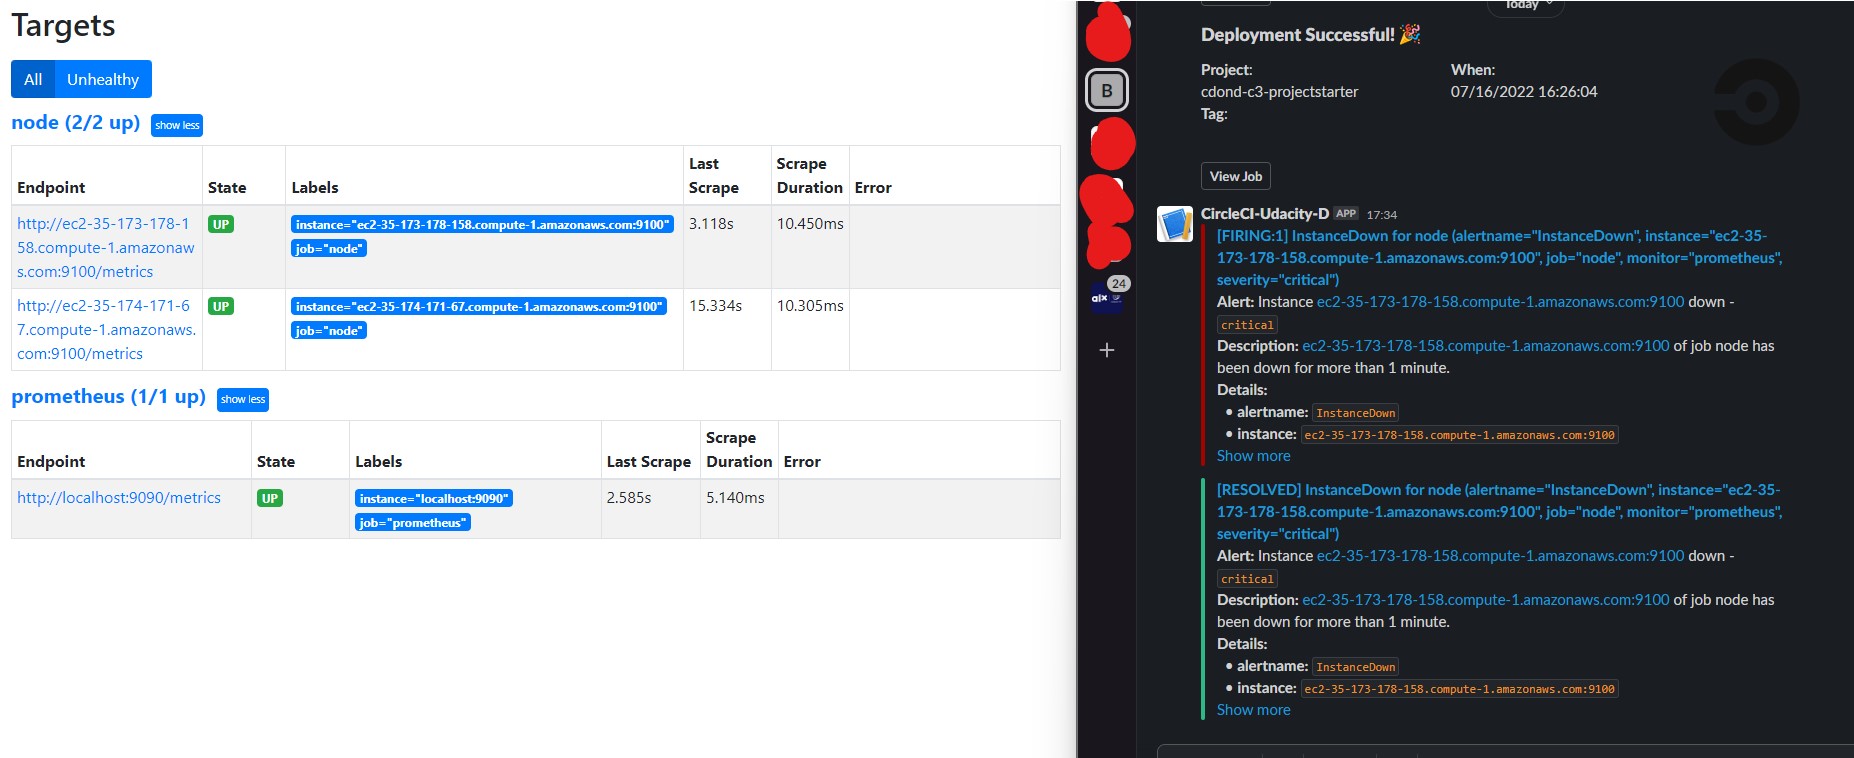 Targets
All Unhealthy
node (2/2 up) show less
Endpoint State Labels Last Scrape Scrape Duration Error
http://ec2-35-173-178-1
58.compute-1.amazonaw
s.com:9100/metrics
UP
instance="ec2-35-173-178-158.compute-1.amazonaws.com:9100"
job="node"
3.118s
10.450ms
http://ec2-35-174-171-6
7.compute-1.amazonaws.
com:9100/metrics
UP
instance="ec2-35-174-171-67.compute-1.amazonaws.com:9100"
job="node"
15.334s
10.305ms
prometheus (1/1 up) show less
Endpoint State Labels Last Scrape Scrape Duration Error
http://localhost:9090/metrics
UP
instance="localhost:9090"
job="prometheus"
2.585s
5.140ms
B
24
alx
Today
Deployment Successful! 🎉
Project:
cdond-c3-projectstarter
When:
07/16/2022 16:26:04
Tag:
View Job
CircleCI-Udacity-D APP 17:34
[FIRING:1] InstanceDown for node (alertname="InstanceDown", instance="ec2-35-
173-178-158.compute-1.amazonaws.com:9100", job="node", monitor="prometheus",
severity="critical")
Alert: Instance ec2-35-173-178-158.compute-1.amazonaws.com:9100 down -
critical
Description: ec2-35-173-178-158.compute-1.amazonaws.com:9100 of job node has
been down for more than 1 minute.
Details:
• alertname: InstanceDown
• instance: ec2-35-173-178-158.compute-1.amazonaws.com:9100
Show more
[RESOLVED] InstanceDown for node (alertname="InstanceDown", instance="ec2-35-
173-178-158.compute-1.amazonaws.com:9100", job="node", monitor="prometheus",
severity="critical")
Alert: Instance ec2-35-173-178-158.compute-1.amazonaws.com:9100 down -
critical
Description: ec2-35-173-178-158.compute-1.amazonaws.com:9100 of job node has
been down for more than 1 minute.
Details:
• alertname: InstanceDown
• instance: ec2-35-173-178-158.compute-1.amazonaws.com:9100
Show more